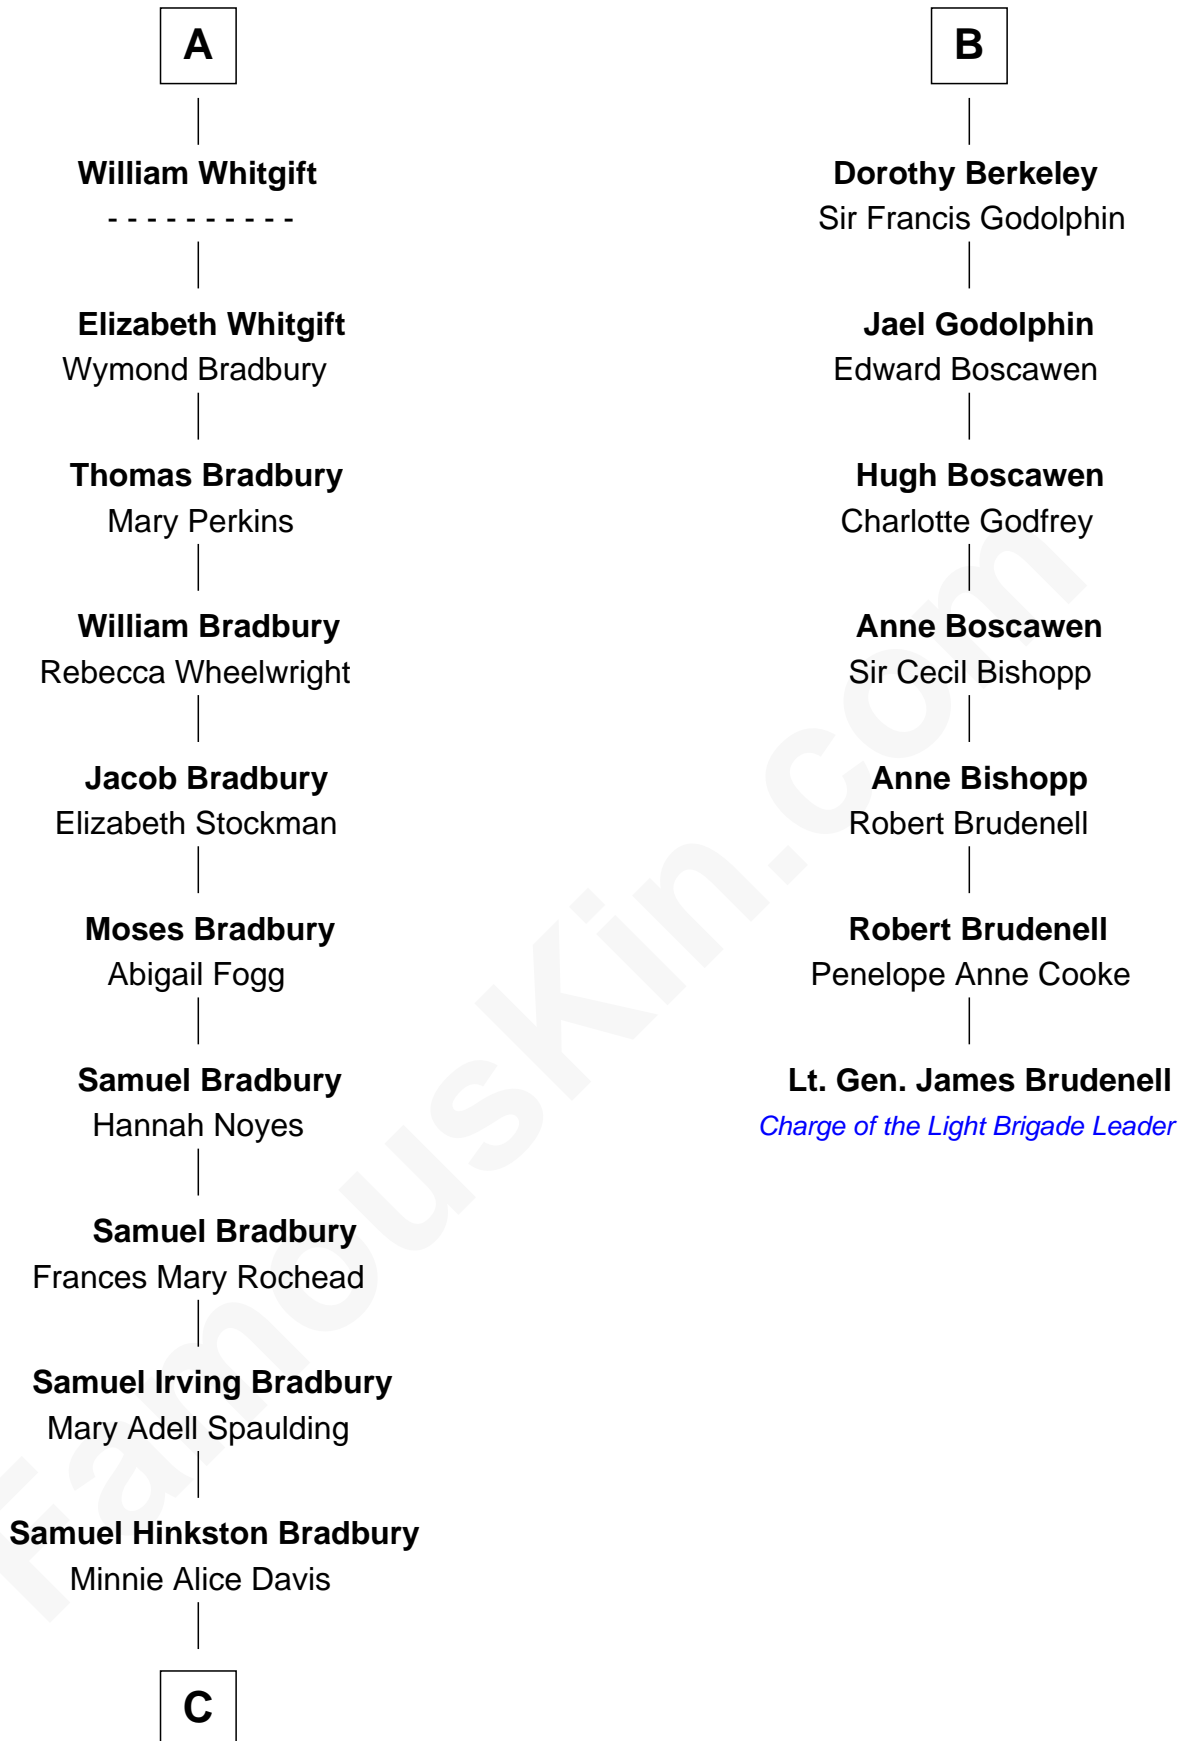 A
William Whitgift
- - - - - - - - - -
Elizabeth Whitgift
Wymond Bradbury
Thomas Bradbury
Mary Perkins
William Bradbury
Rebecca Wheelwright
Jacob Bradbury
Elizabeth Stockman
Moses Bradbury
Abigail Fogg
Samuel Bradbury
Hannah Noyes
Samuel Bradbury
Frances Mary Rochead
Samuel Irving Bradbury
Mary Adell Spaulding
Samuel Hinkston Bradbury
Minnie Alice Davis
C
B
Dorothy Berkeley
Sir Francis Godolphin
Jael Godolphin
Edward Boscawen
Hugh Boscawen
Charlotte Godfrey
Anne Boscawen
Sir Cecil Bishopp
Anne Bishopp
Robert Brudenell
Robert Brudenell
Penelope Anne Cooke
Lt. Gen. James Brudenell
Charge of the Light Brigade Leader
FamousKin.com